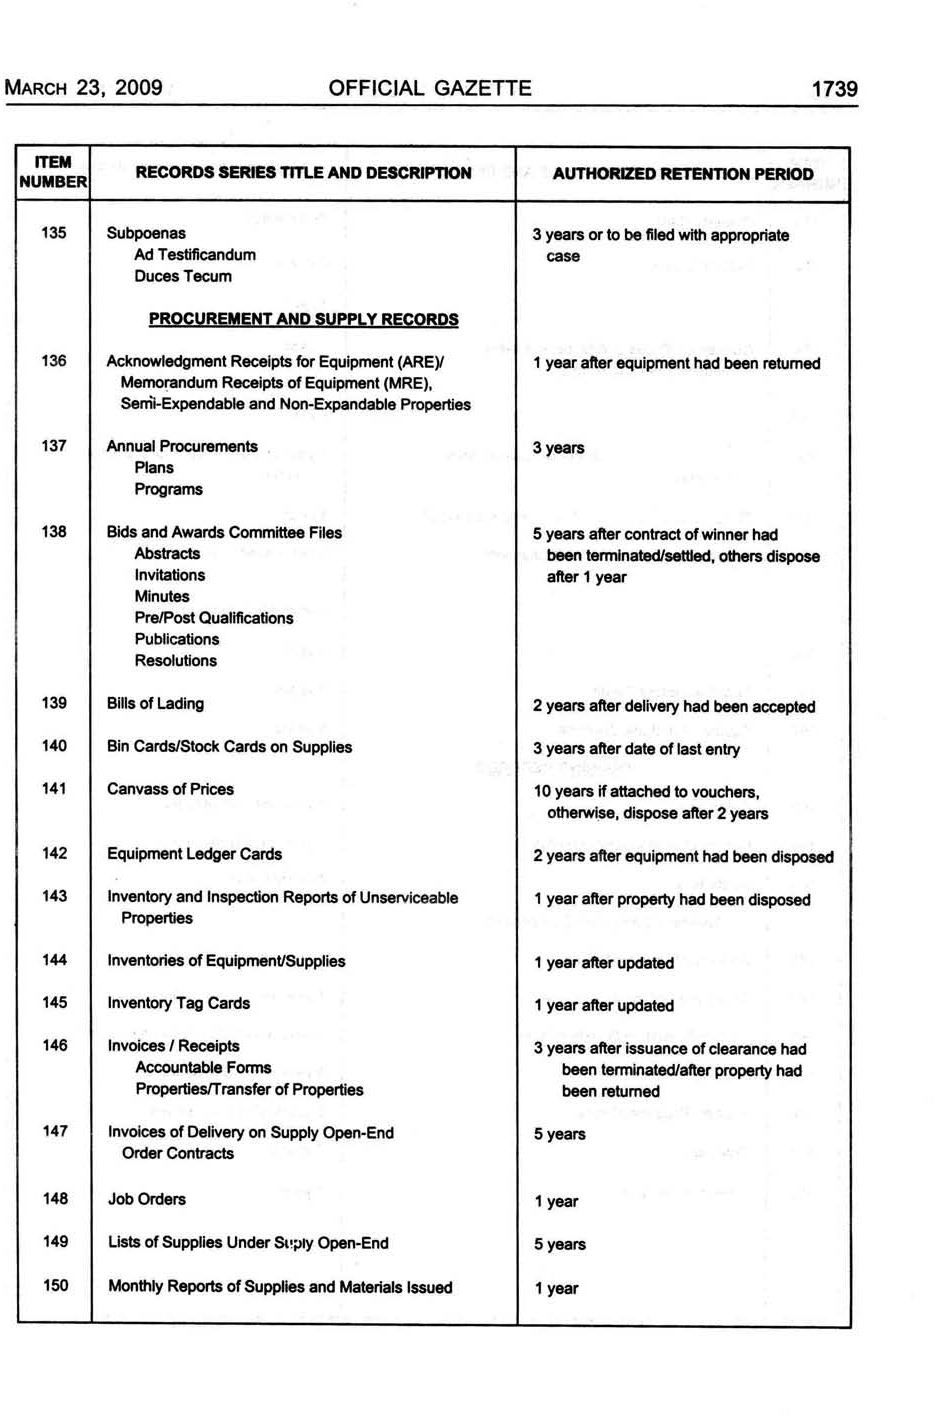 MARCH 23, 2009 OFFICIAL GAZETTE 1739
ITEM NUMBER RECORDS SERIES TITLE AND DESCRIPTION AUTHORIZED RETENTION PERIOD
135 Subpoenas 3 years or to be filed with appropriate
Ad Testificandum case
Duces Tecum
PROCUREMENT AND SUPPLY RECORDS
136 Acknowledgment Receipts for Equipment (ARE)/ 1 year after equipment had been returned
Memorandum Receipts of Equipment (MRE),
Semi-Expendable and Non-Expandable Properties
137 Annual Procurements 3 years
Plans
Programs
138 Bids and Awards Committee Files 5 years after contract of winner had
Abstracts been terminated/settled, others dispose
Invitations after 1 year
Minutes
Pre/Post Qualifications
Publications
Resolutions
139 Bills of Lading 2 years after delivery had been accepted
140 Bin Cards/Stock Cards on Supplies 3 years after date of last entry
141 Canvass of Prices 10 years if attached to vouchers,
otherwise, dispose after 2 years
142 Equipment Ledger Cards 2 years after equipment had been disposed
143 Inventory and Inspection Reports of Unserviceable 1 year after property had been disposed
Properties
144 Inventories of Equipment/Supplies 1 year after updated
145 Inventory Tag Cards 1 year after updated
146 Invoices / Receipts 3 years after issuance of clearance had
Accountable Forms been terminated/after property had
Properties/Transfer of Properties been returned
147 Invoices of Delivery on Supply Open-End 5 years
Order Contracts
148 Job Orders 1 year
149 Lists of Supplies Under Supply Open-End 5 years
150 Monthly Reports of Supplies and Materials Issued 1 year